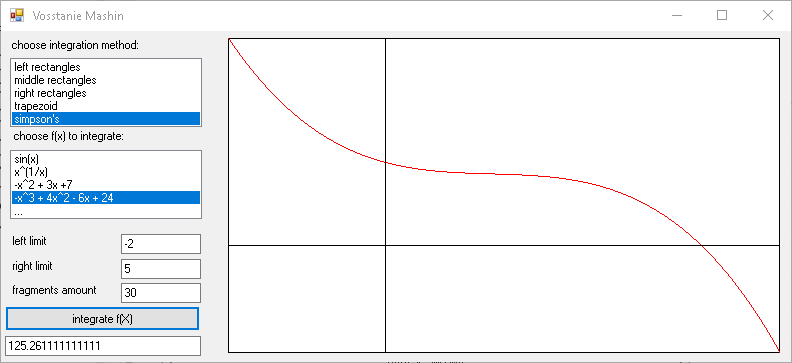 Vosstanie Mashin
choose integration method:
left rectangles
middle rectangles
right rectangles
trapezoid
simpson's
choose f(x) to integrate:
sin(x)
x^(1/x)
-x^2 + 3x +7
-x^3 + 4x^2 - 6x + 24
...
left limit
-2
right limit
5
fragments amount
30
integrate f(X)
125.261111111111